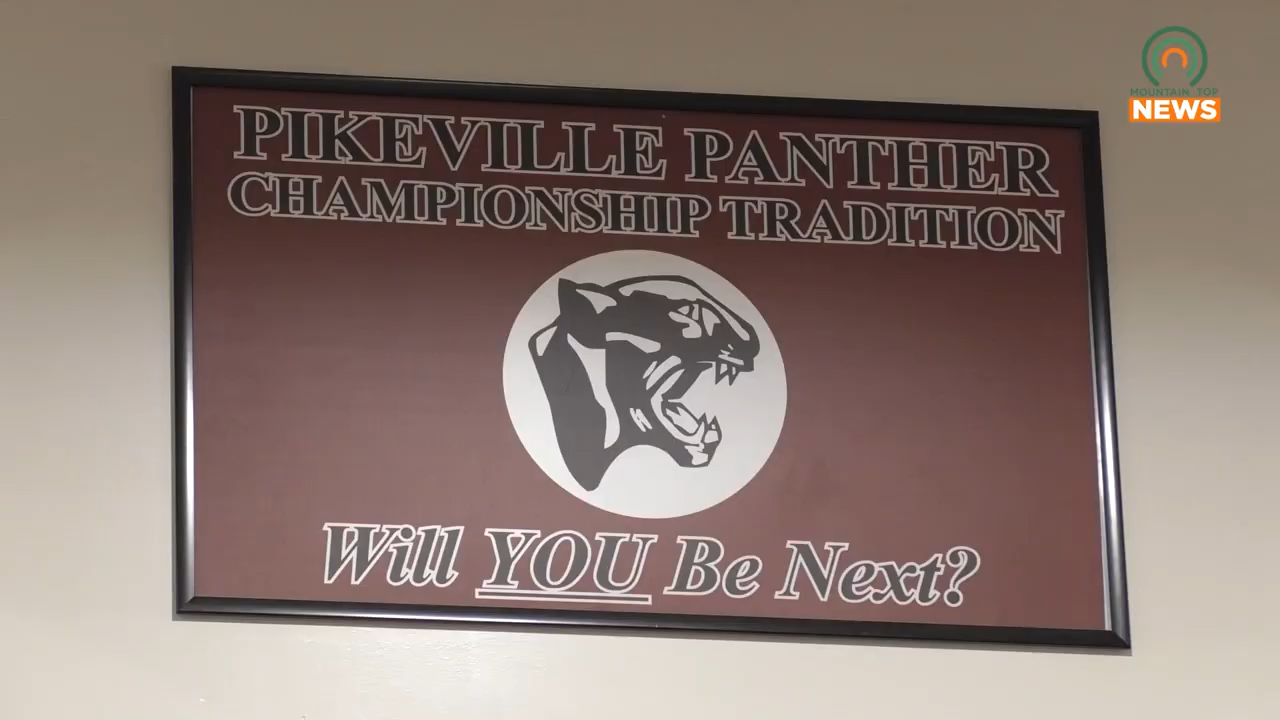 MOUNTAIN TOP
NEWS
PIKEVILLE PANTHER
CHAMPIONSHIP TRADITION
Will YOU Be Next?